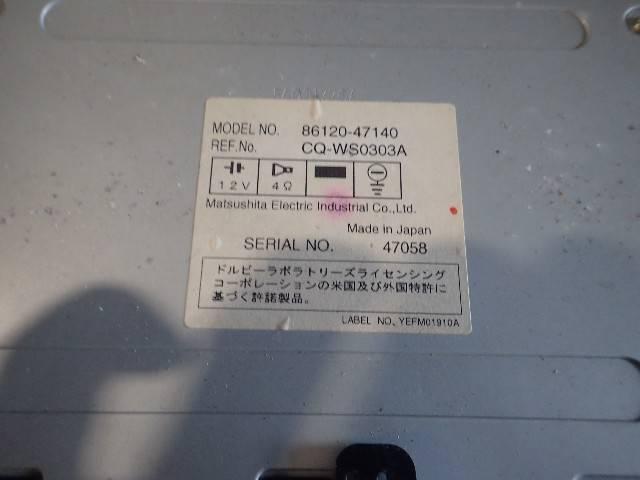 MODEL NO. 86120-47140
REF.No. CQ-WS0303A
12V 4Ω
Matsushita Electric Industrial Co.,Ltd.
Made in Japan
SERIAL NO. 47058
ドルビーラボラトリーズライセンシング
コーポレーションの米国及び外国特許に
基づく許諾製品。
LABEL NO. YEFM01910A